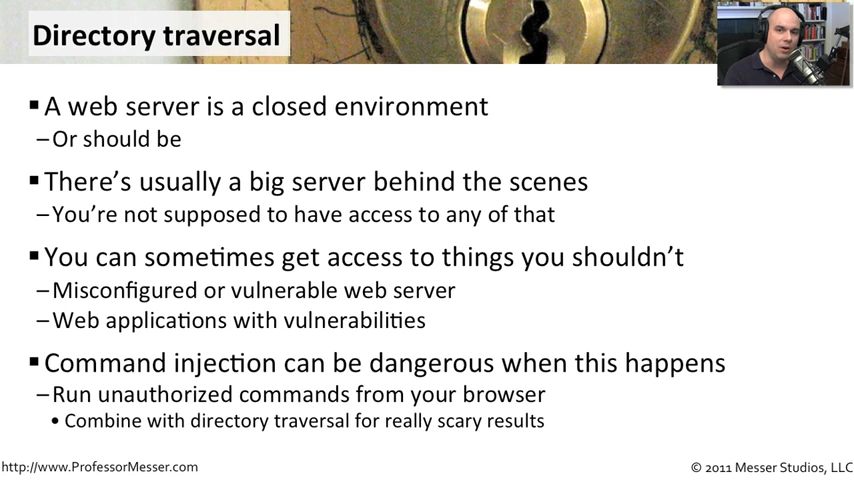 Directory traversal
▪A web server is a closed environment
–Or should be
▪There’s usually a big server behind the scenes
–You’re not supposed to have access to any of that
▪You can sometimes get access to things you shouldn’t
–Misconfigured or vulnerable web server
–Web applications with vulnerabilities
▪Command injection can be dangerous when this happens
–Run unauthorized commands from your browser
•Combine with directory traversal for really scary results
http://www.ProfessorMesser.com
© 2011 Messer Studios, LLC